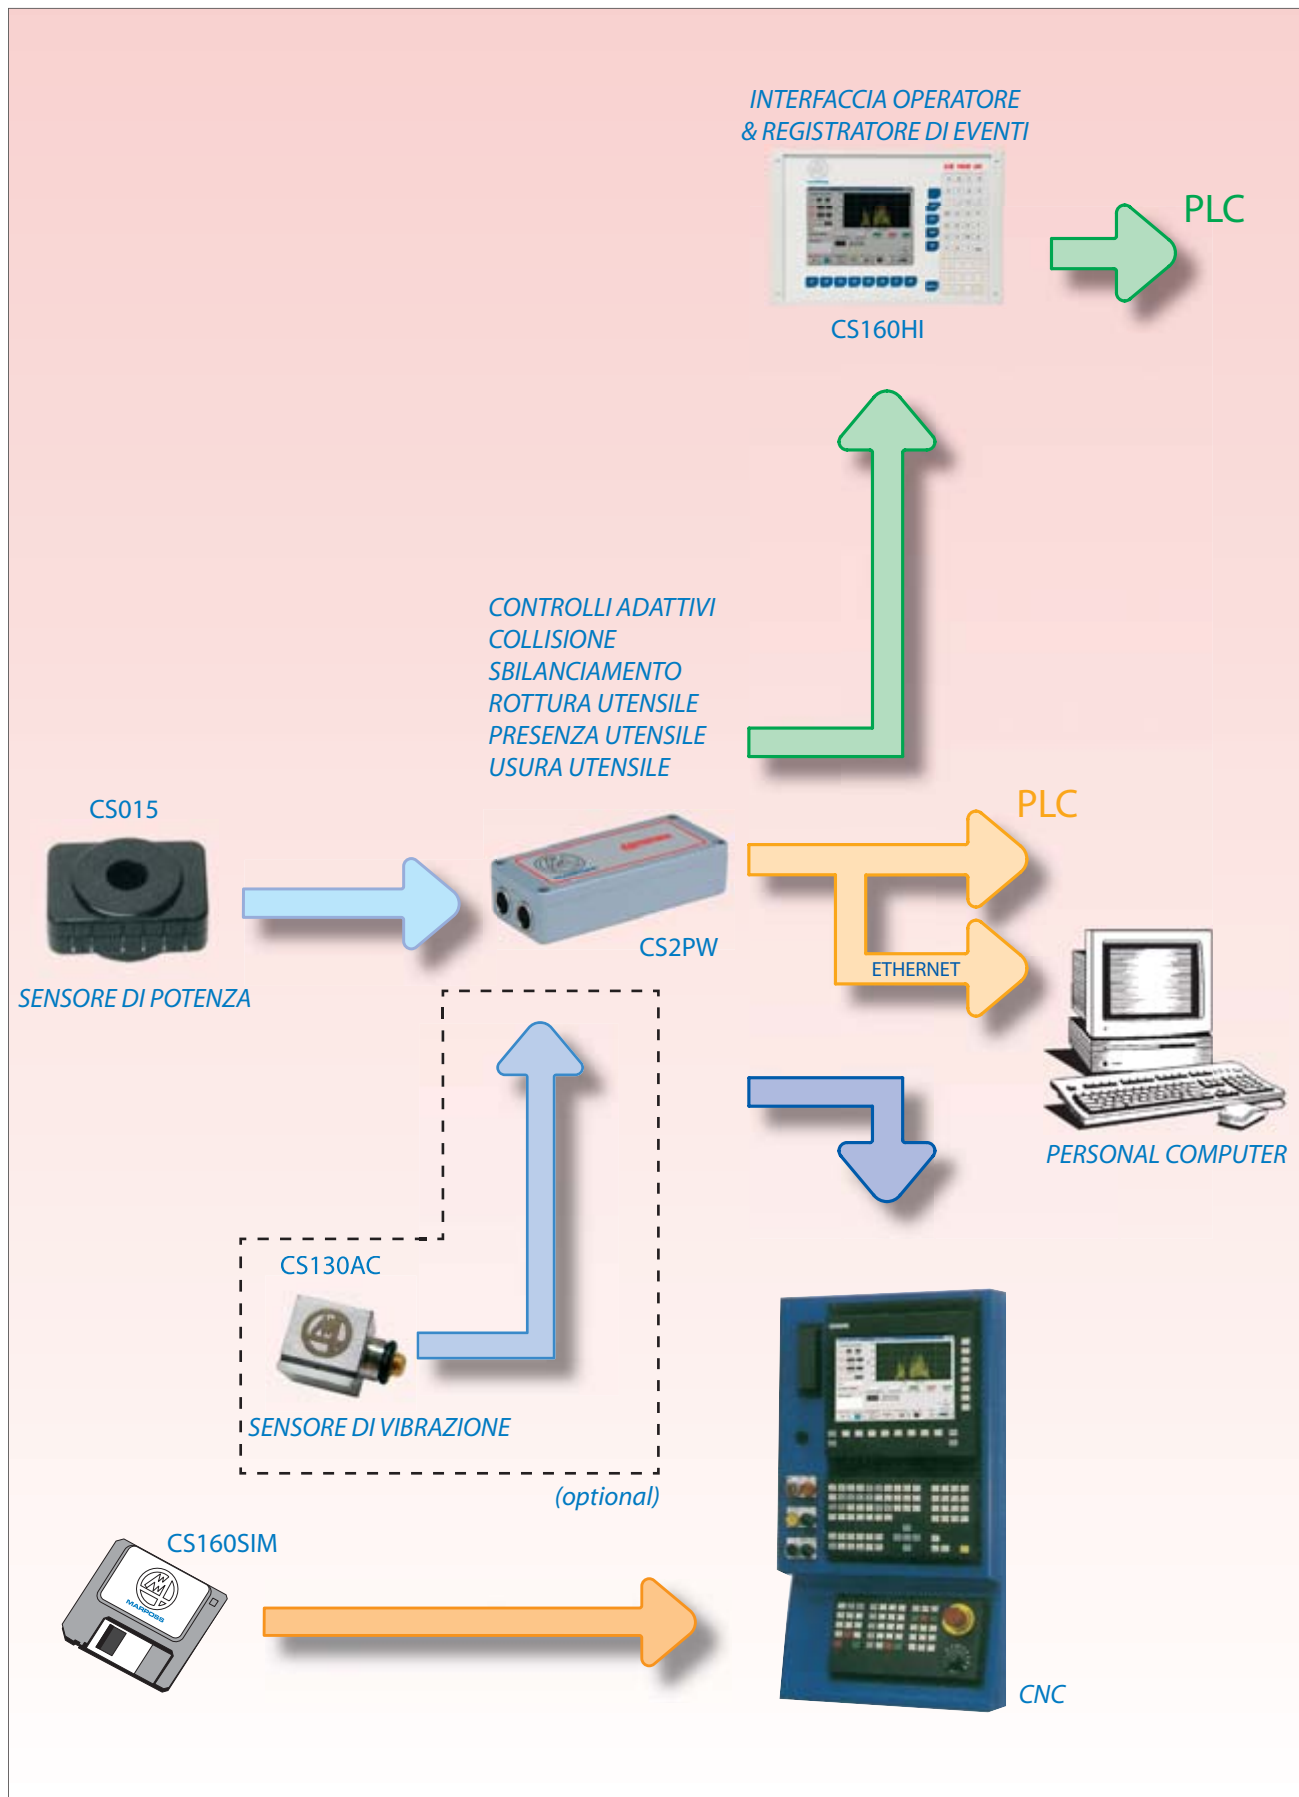 INTERFACCIA OPERATORE
& REGISTRATORE DI EVENTI
PLC
CS160HI
CONTROLLI ADATTIVI
COLLISIONE
SBILANCIAMENTO
ROTTURA UTENSILE
PRESENZA UTENSILE
USURA UTENSILE
CS015
PLC
CS2PW
ETHERNET
SENSORE DI POTENZA
PERSONAL COMPUTER
CS130AC
SENSORE DI VIBRAZIONE
(optional)
CS160SIM
MARPOSS
CNC